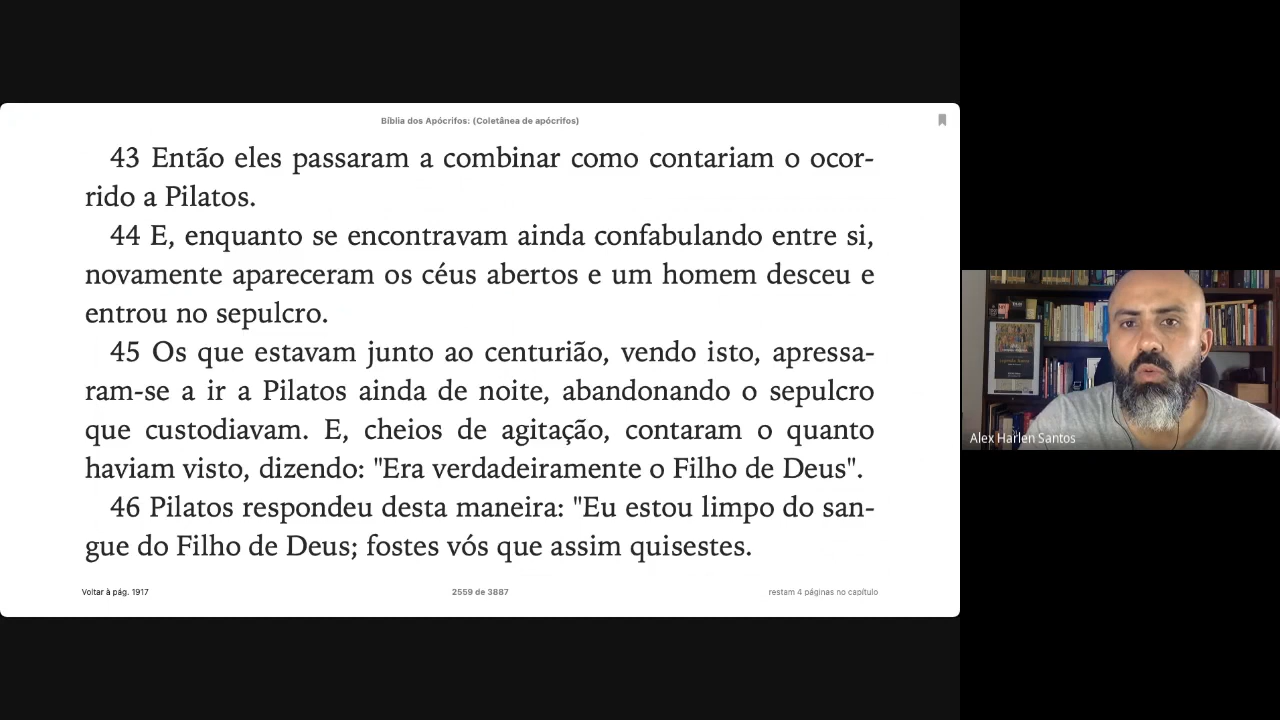 Bíblia dos Apócrifos: (Coletânea de apócrifos)
43 Então eles passaram a combinar como contariam o ocor-
rido a Pilatos.
44 E, enquanto se encontravam ainda confabulando entre si,
novamente apareceram os céus abertos e um homem desceu e
entrou no sepulcro.
45 Os que estavam junto ao centurião, vendo isto, apressa-
ram-se a ir a Pilatos ainda de noite, abandonando o sepulcro
que custodiavam. E, cheios de agitação, contaram o quanto
haviam visto, dizendo: "Era verdadeiramente o Filho de Deus".
46 Pilatos respondeu desta maneira: "Eu estou limpo do san-
gue do Filho de Deus; fostes vós que assim quisestes.
Voltar à pág. 1917
2559 de 3887
restam 4 páginas no capítulo
Alex Harlen Santos